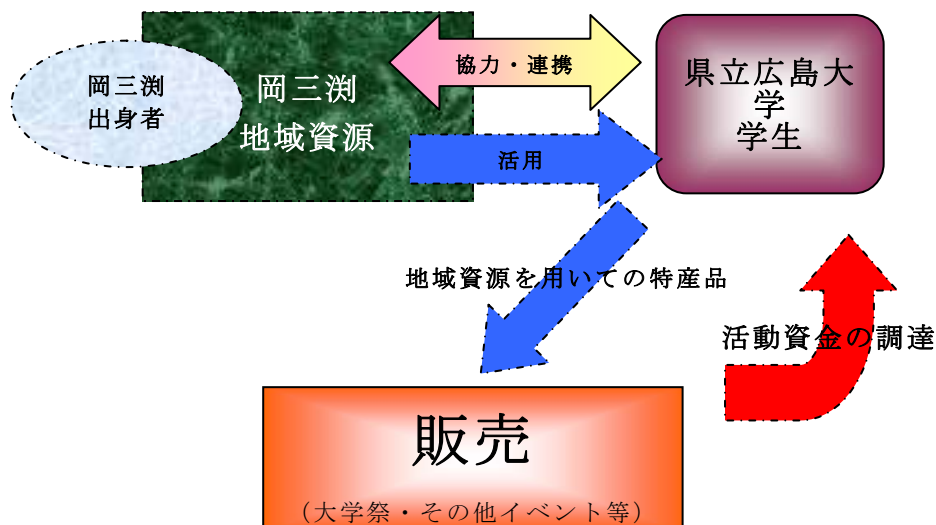 岡三渕
出身者
岡三渕
地域資源
協力・連携
県立広島大
学
学生
活用
地域資源を用いての特産品
活動資金の調達
販売
（大学祭・その他イベント等）